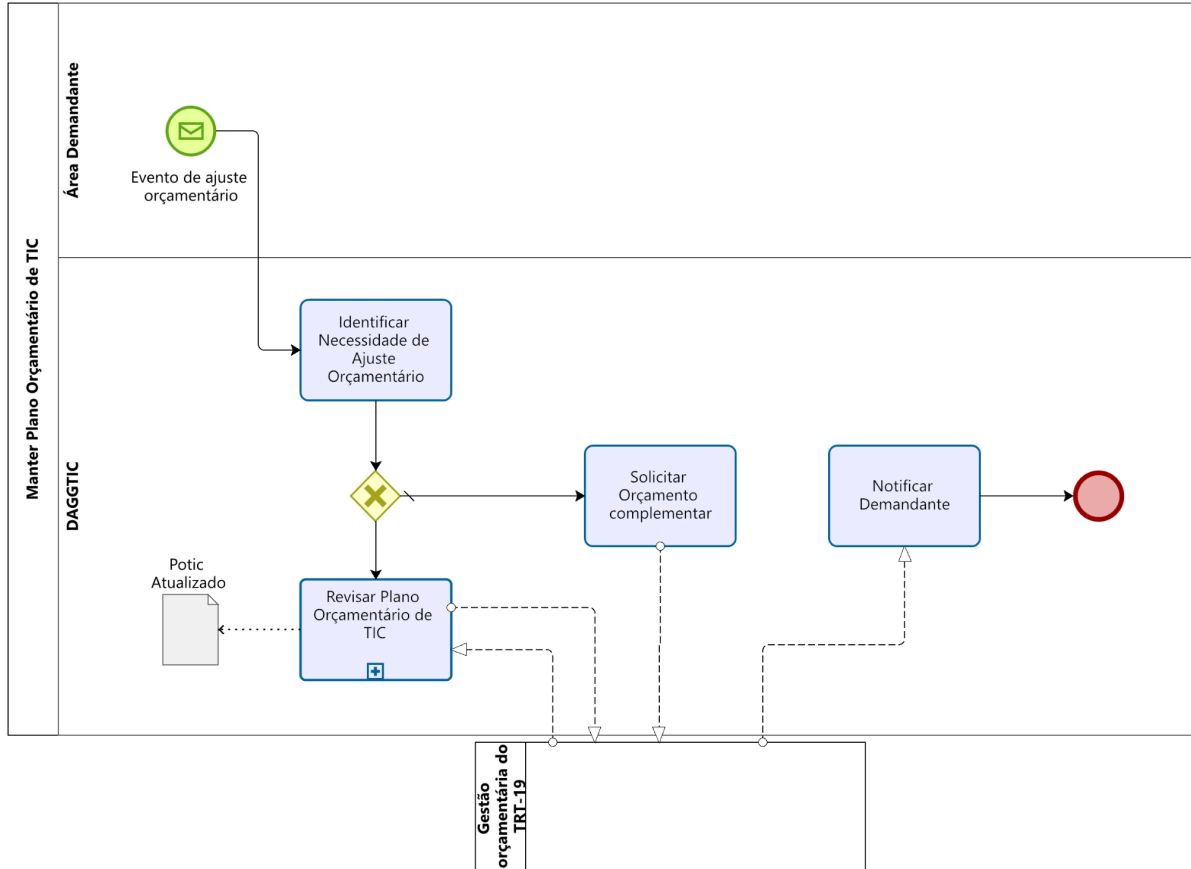 Manter Plano Orçamentário de TIC
Área Demandante
Evento de ajuste
orçamentário
DAGGTIC
Identificar
Necessidade de
Ajuste
Orçamentário
Solicitar
Orçamento
complementar
Notificar
Demandante
Potic
Atualizado
Revisar Plano
Orçamentário de
TIC
Gestão
orçamentária do
TRT-19